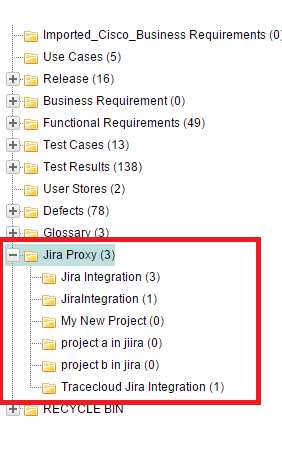 Imported_Cisco_Business Requirements (0)
Use Cases (5)
Release (16)
Business Requirement (0)
Functional Requirements (49)
Test Cases (13)
Test Results (138)
User Stores (2)
Defects (78)
Glossary (3)
Jira Proxy (3)
Jira Integration (3)
JiraIntegration (1)
My New Project (0)
project a in jiira (0)
project b in jira (0)
Tracecloud Jira Integration (1)
RECYCLE BIN